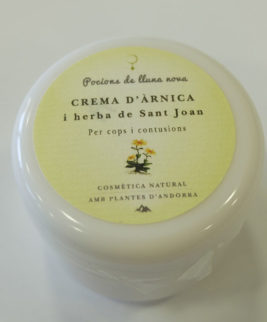 Pocions de lluna nova
CREMA D'ÀRNICA
i herba de Sant Joan
Per cops i contusions
COSMÈTICA NATURAL
AMB PLANTES D'ANDORRA